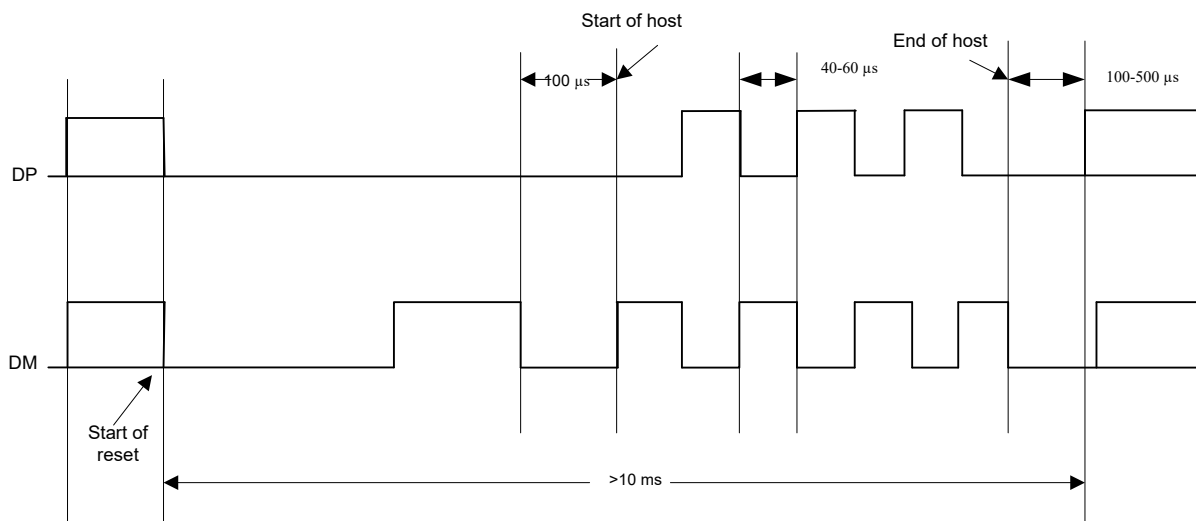 Start of host
End of host
100 µs
40-60 µs
100-500 µs
DP
DM
Start of
reset
>10 ms